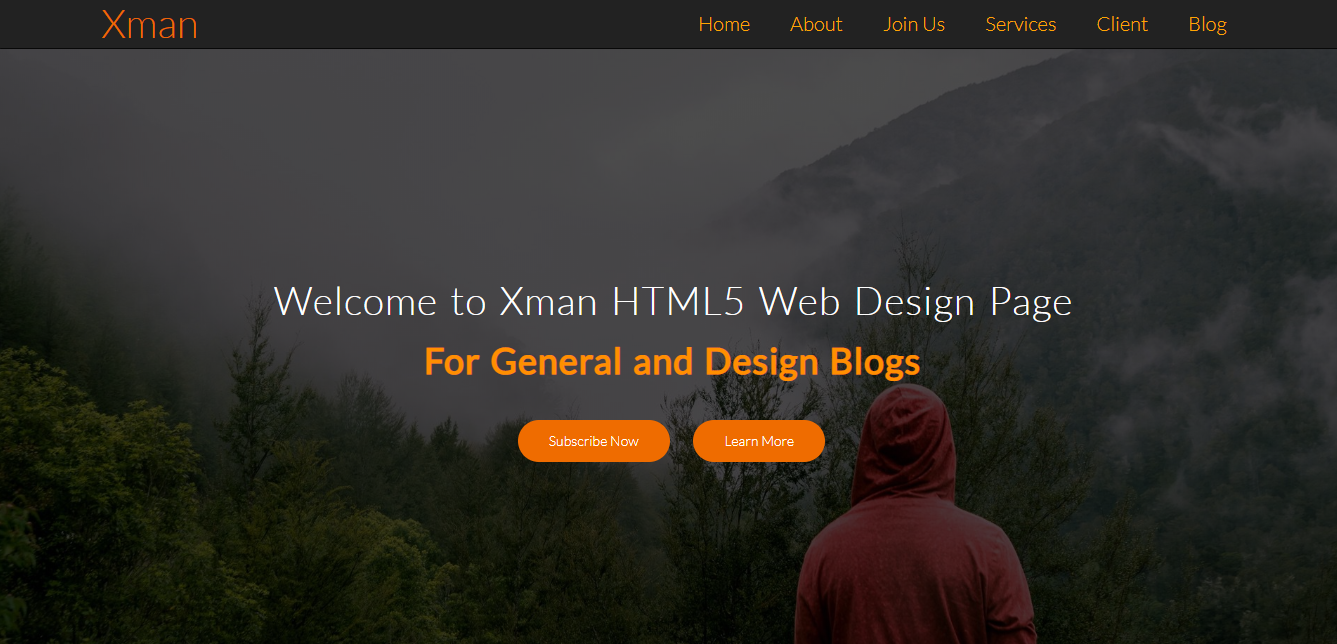 Xman
Home About Join Us Services Client Blog
Welcome to Xman HTML5 Web Design Page
For General and Design Blogs
Subscribe Now Learn More